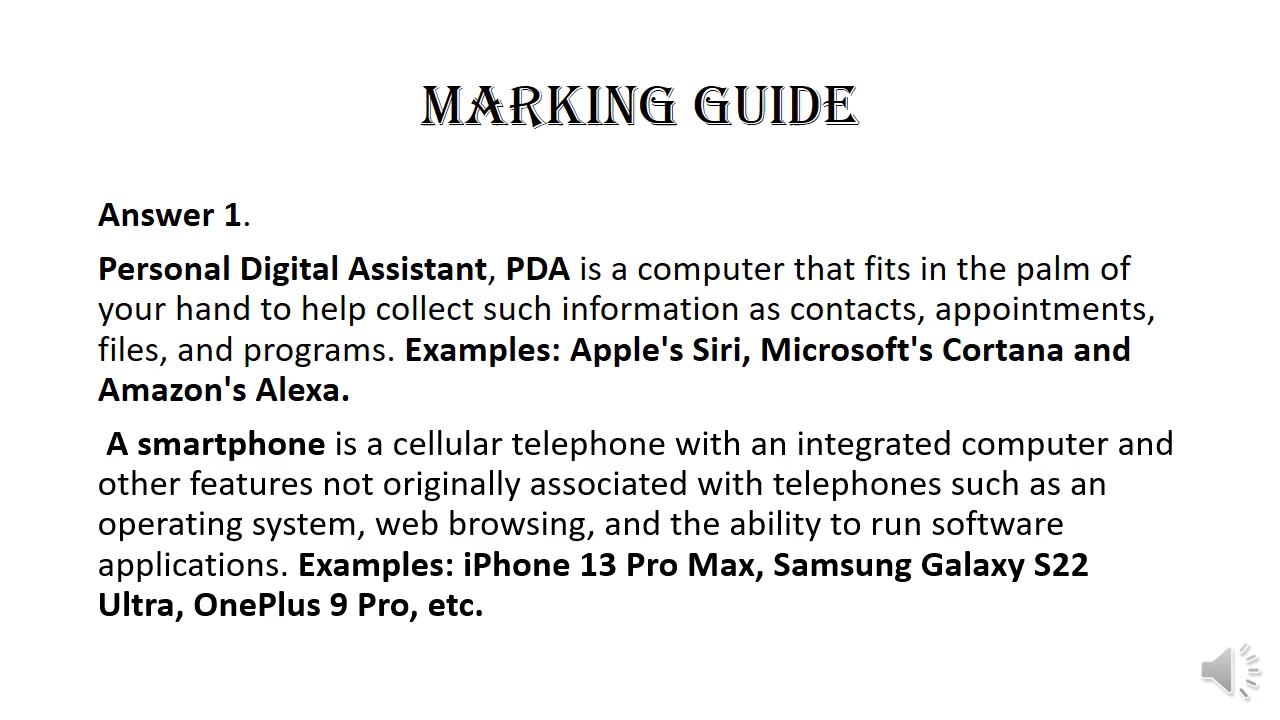 MARKING GUIDE
Answer 1.
Personal Digital Assistant, PDA is a computer that fits in the palm of
your hand to help collect such information as contacts, appointments,
files, and programs. Examples: Apple's Siri, Microsoft's Cortana and
Amazon's Alexa.
A smartphone is a cellular telephone with an integrated computer and
other features not originally associated with telephones such as an
operating system, web browsing, and the ability to run software
applications. Examples: iPhone 13 Pro Max, Samsung Galaxy S22
Ultra, OnePlus 9 Pro, etc.